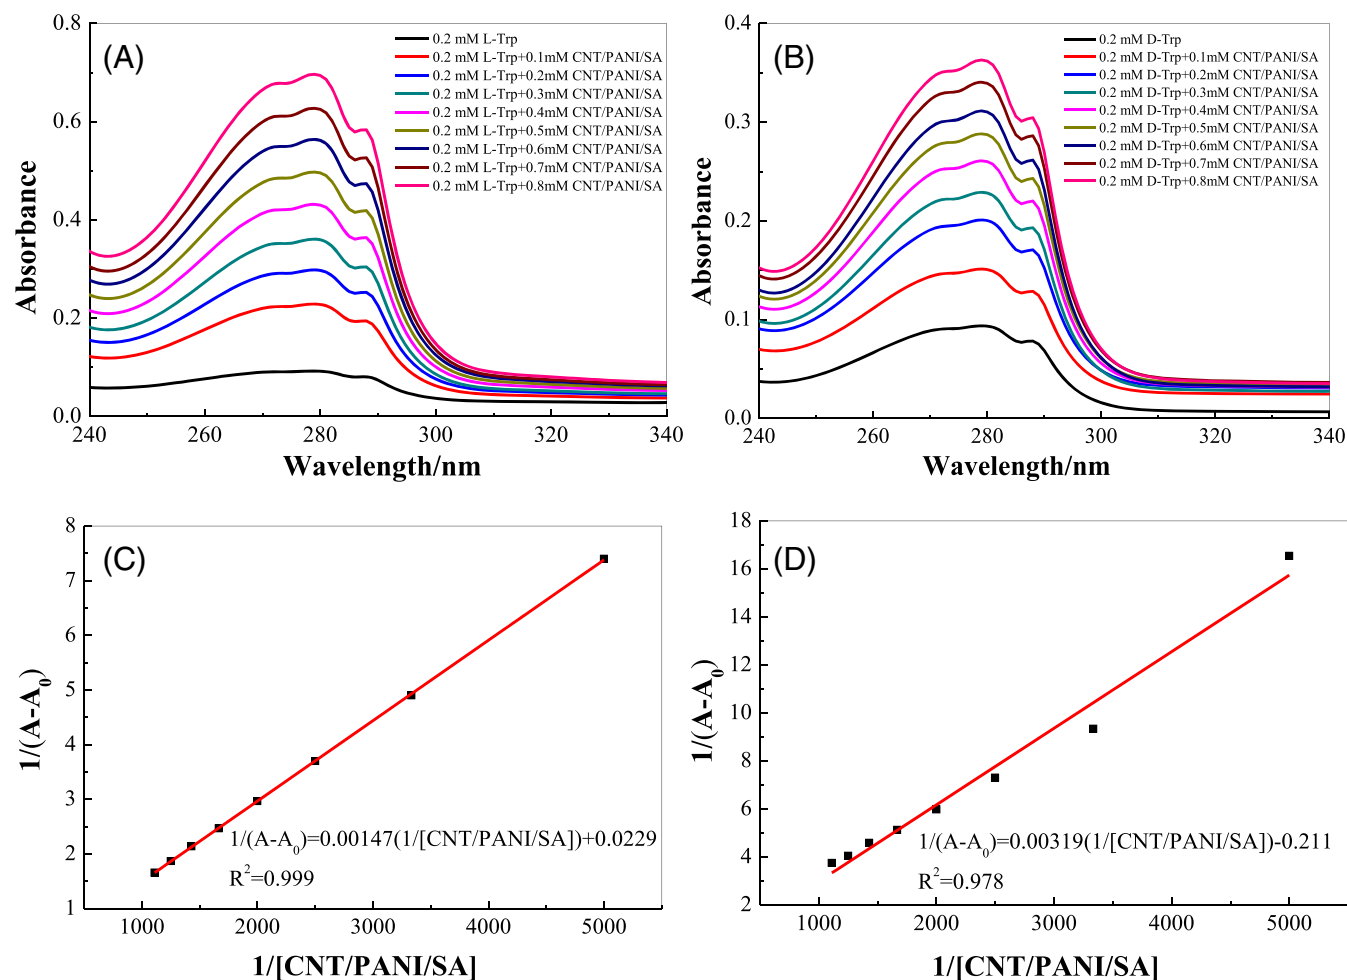 (A)
0.2 mM L-Trp
0.2 mM L-Trp+0.1mM CNT/PANI/SA
0.2 mM L-Trp+0.2mM CNT/PANI/SA
0.2 mM L-Trp+0.3mM CNT/PANI/SA
0.2 mM L-Trp+0.4mM CNT/PANI/SA
0.2 mM L-Trp+0.5mM CNT/PANI/SA
0.2 mM L-Trp+0.6mM CNT/PANI/SA
0.2 mM L-Trp+0.7mM CNT/PANI/SA
0.2 mM L-Trp+0.8mM CNT/PANI/SA
Absorbance
0.8
0.6
0.4
0.2
0.0
240 260 280 300 320 340
Wavelength/nm
(B)
0.2 mM D-Trp
0.2 mM D-Trp+0.1mM CNT/PANI/SA
0.2 mM D-Trp+0.2mM CNT/PANI/SA
0.2 mM D-Trp+0.3mM CNT/PANI/SA
0.2 mM D-Trp+0.4mM CNT/PANI/SA
0.2 mM D-Trp+0.5mM CNT/PANI/SA
0.2 mM D-Trp+0.6mM CNT/PANI/SA
0.2 mM D-Trp+0.7mM CNT/PANI/SA
0.2 mM D-Trp+0.8mM CNT/PANI/SA
Absorbance
0.4
0.3
0.2
0.1
0.0
240 260 280 300 320 340
Wavelength/nm
(C)
1/(A-A₀)
8
7
6
5
4
3
2
1
1/(A-A₀)=0.00147(1/[CNT/PANI/SA])+0.0229
R²=0.999
1000 2000 3000 4000 5000
1/[CNT/PANI/SA]
(D)
1/(A-A₀)
18
16
14
12
10
8
6
4
2
1/(A-A₀)=0.00319(1/[CNT/PANI/SA])-0.211
R²=0.978
1000 2000 3000 4000 5000
1/[CNT/PANI/SA]